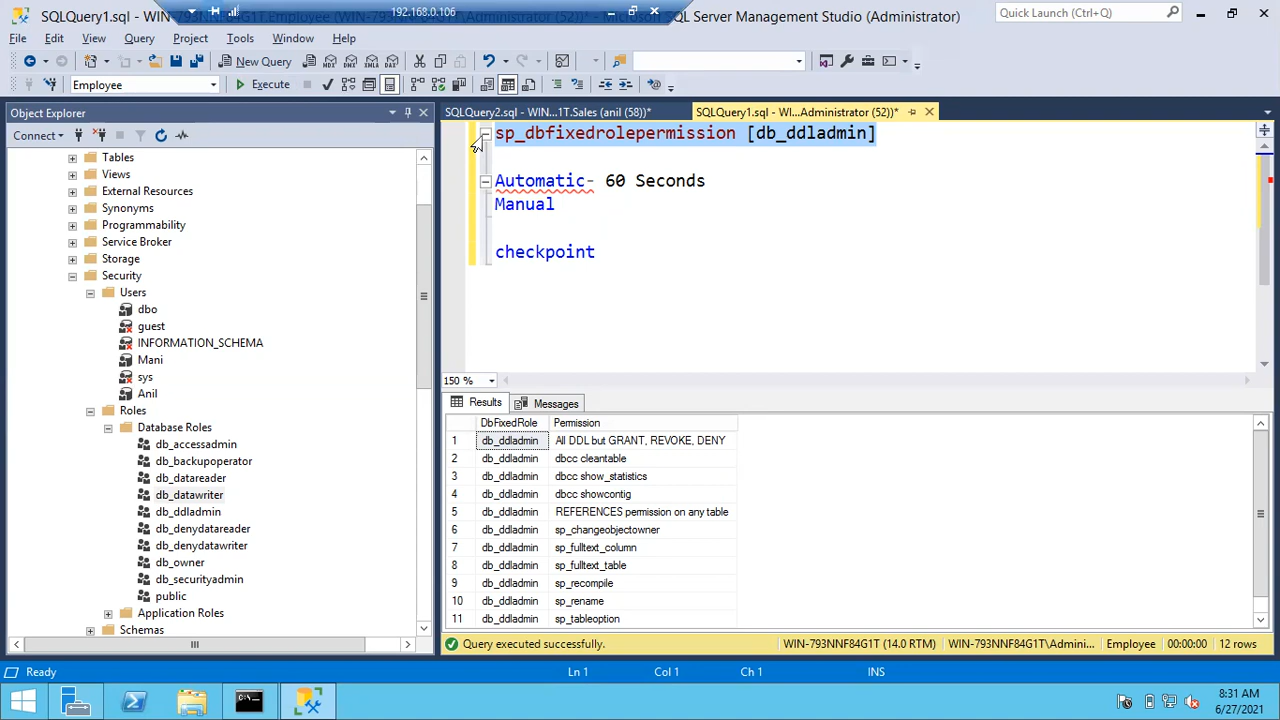 WIN-793NNF84G1T.Employee (WIN-793NNF84G1T\Administrator (52))* - Microsoft SQL Server Management Studio (Administrator)
192.168.0.106
Quick Launch (Ctrl+Q)
File Edit View Query Project Tools Window Help
New Query
MDX DMX XMLA DAX
Employee
Execute
Object Explorer
Connect
Tables
Views
External Resources
Synonyms
Programmability
Service Broker
Storage
Security
Users
dbo
guest
INFORMATION_SCHEMA
Mani
sys
Anil
Roles
Database Roles
db_accessadmin
db_backupoperator
db_datareader
db_datawriter
db_ddladmin
db_denydatareader
db_denydatawriter
db_owner
db_securityadmin
public
Application Roles
Schemas
SQLQuery2.sql - WIN...1T.Sales (anil (58))*
SQLQuery1.sql - WI...Administrator (52))*
sp_dbfixedrolepermission [db_ddladmin]
Automatic- 60 Seconds
Manual
checkpoint
150 %
Results Messages
DbFixedRole Permission
1 db_ddladmin All DDL but GRANT, REVOKE, DENY
2 db_ddladmin dbcc cleantable
3 db_ddladmin dbcc show_statistics
4 db_ddladmin dbcc showcontig
5 db_ddladmin REFERENCES permission on any table
6 db_ddladmin sp_changeobjectowner
7 db_ddladmin sp_fulltext_column
8 db_ddladmin sp_fulltext_table
9 db_ddladmin sp_recompile
10 db_ddladmin sp_rename
11 db_ddladmin sp_tableoption
Query executed successfully.
WIN-793NNF84G1T (14.0 RTM) WIN-793NNF84G1T\Admini... Employee 00:00:00 12 rows
Ready
Ln 1 Col 1 Ch 1 INS
8:31 AM
6/27/2021